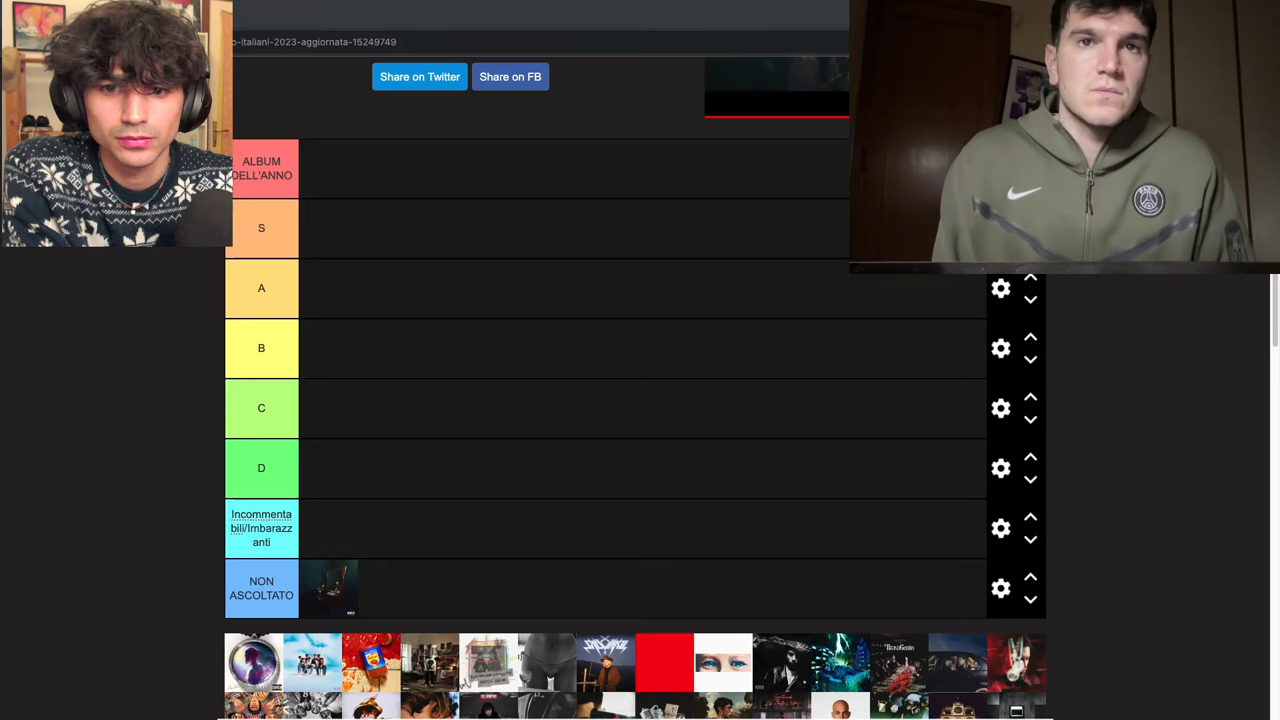 o-italiani-2023-aggiornata-15249749
Share on Twitter
Share on FB
ALBUM
DELL'ANNO
S
A
B
C
D
Incommenta
bili/Imbarazz
anti
NON
ASCOLTATO
PARIS